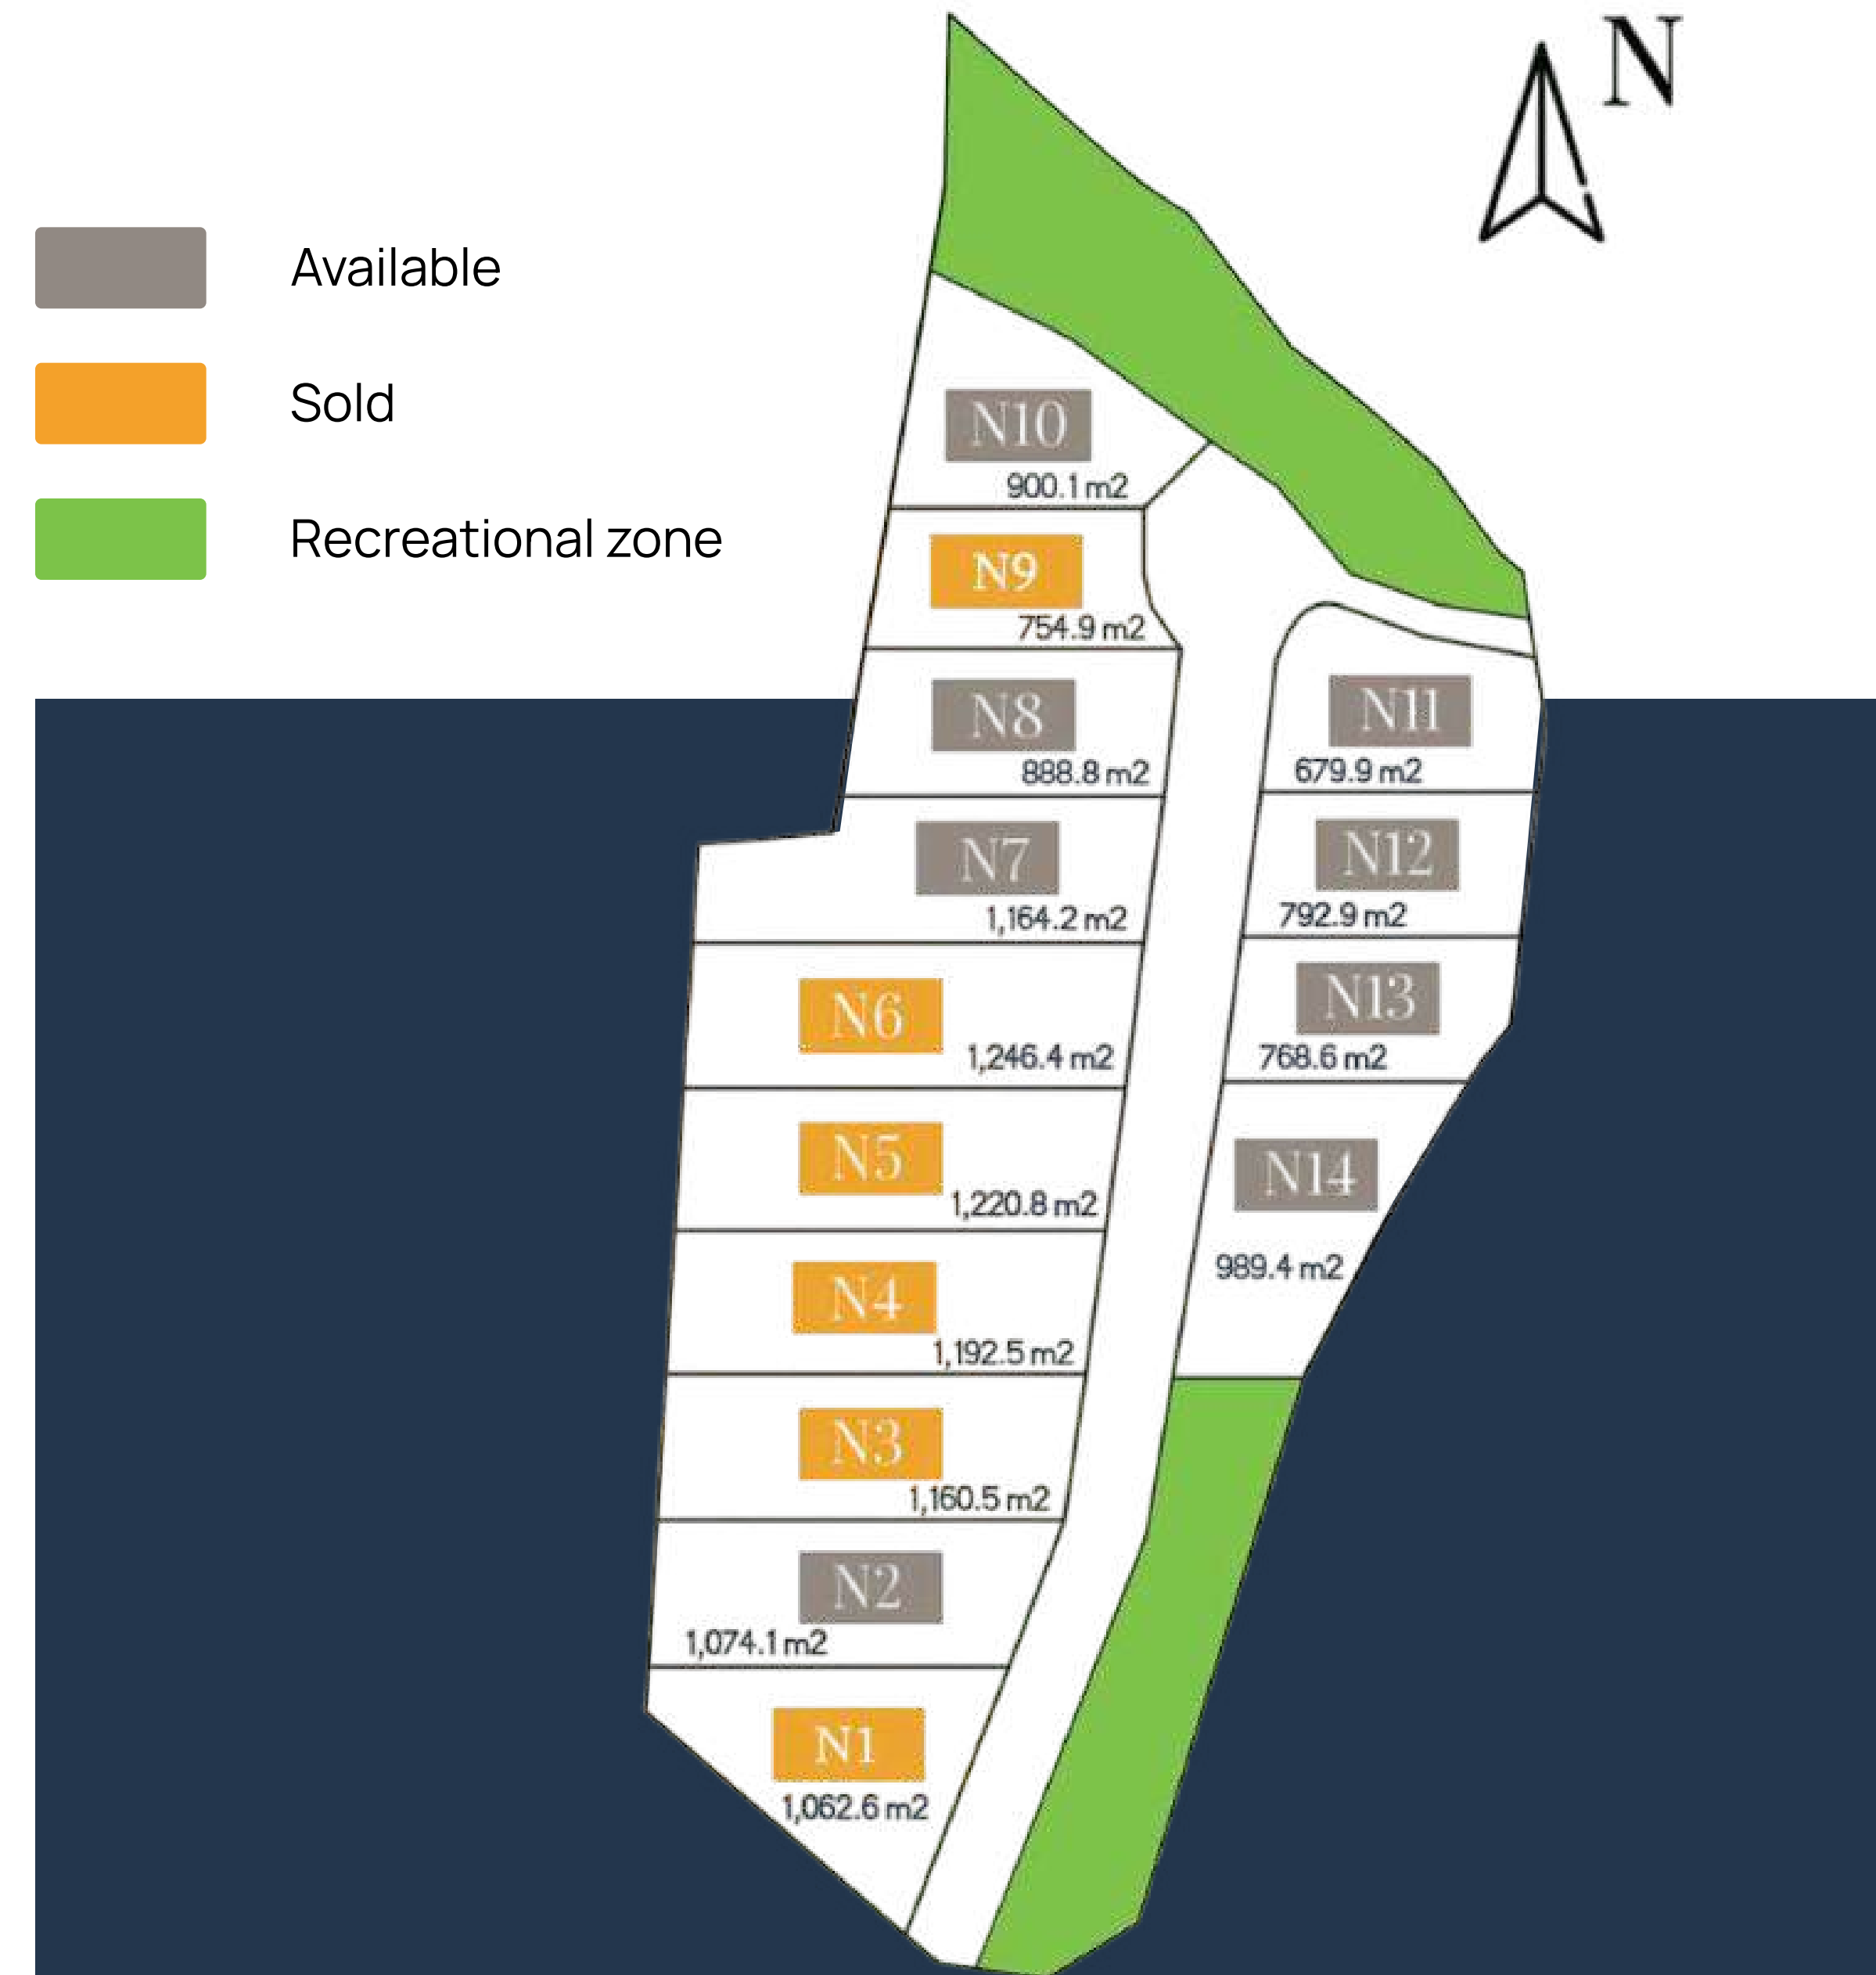 N
Available
Sold
Recreational zone
N10
900.1 m2
N9
754.9 m2
N8
888.8 m2
N11
679.9 m2
N7
1,164.2 m2
N12
792.9 m2
N6
1,246.4 m2
N13
768.6 m2
N5
1,220.8 m2
N14
989.4 m2
N4
1,192.5 m2
N3
1,160.5 m2
N2
1,074.1 m2
N1
1,062.6 m2